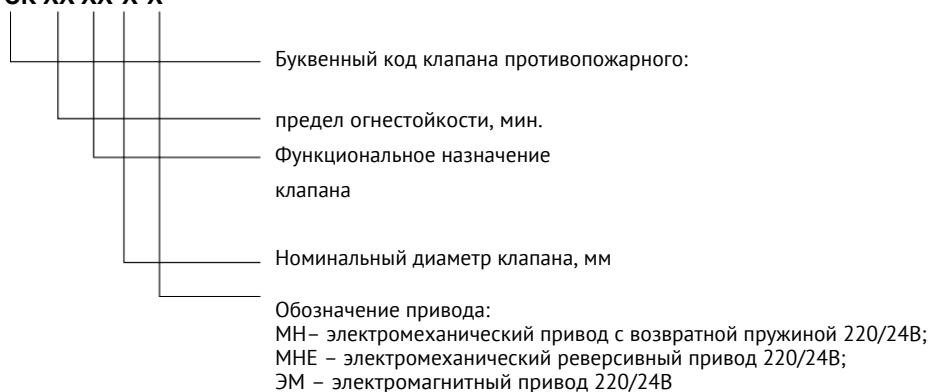 Буквенный код клапана противопожарного:
предел огнестойкости, мин.
Функциональное назначение
клапана
Номинальный диаметр клапана, мм
Обозначение привода:
МН– электромеханический привод с возвратной пружиной 220/24В;
МНЕ – электромеханический реверсивный привод 220/24В;
ЭМ – электромагнитный привод 220/24В